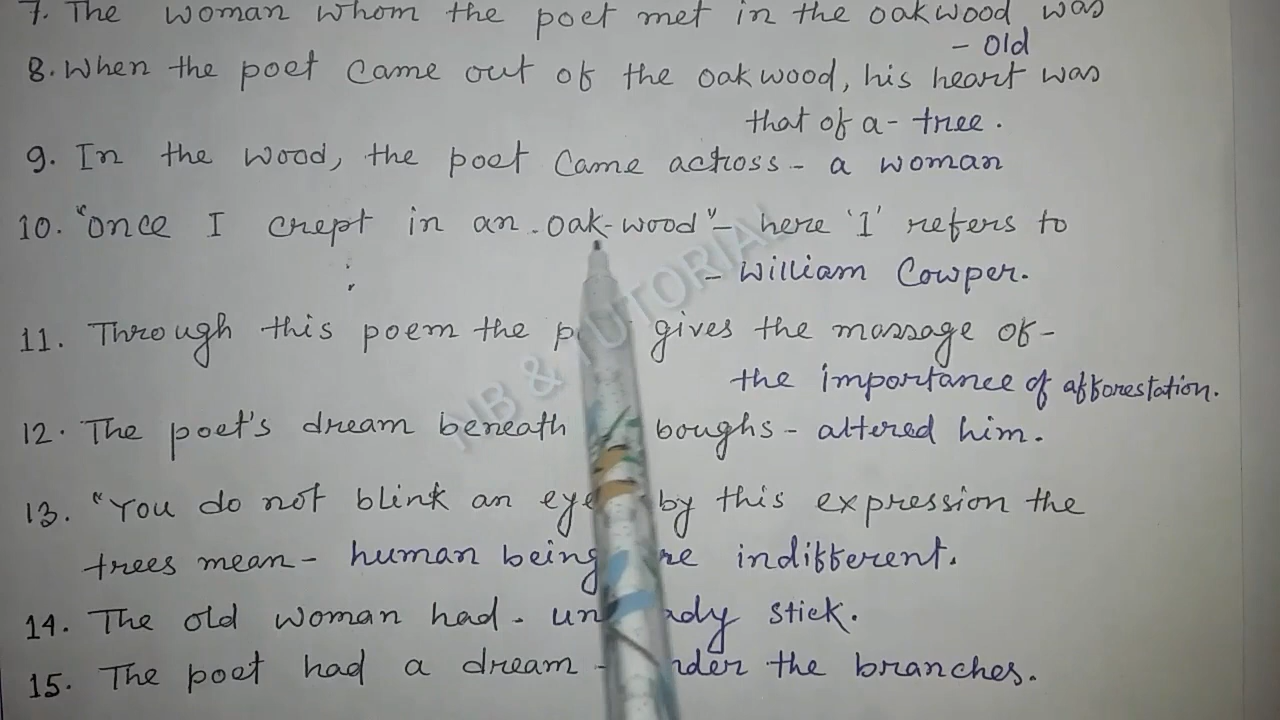 7. The woman whom the poet met in the oakwood was
- old
8. When the poet came out of the oakwood, his heart was
that of a - tree.
9. In the wood, the poet came across - a woman
10. "Once I crept in an . oak-wood" - here 'I' refers to
- William Cowper.
11. Through this poem the gives the massage of -
the importance of afforestation.
12. The poet's dream beneath boughs - altered him.
13. "You do not blink an eye by this expression the
trees mean - human being indifferent.
14. The old woman had - stick.
15. The poet had a dream - the branches.
NB & TUTORIAL